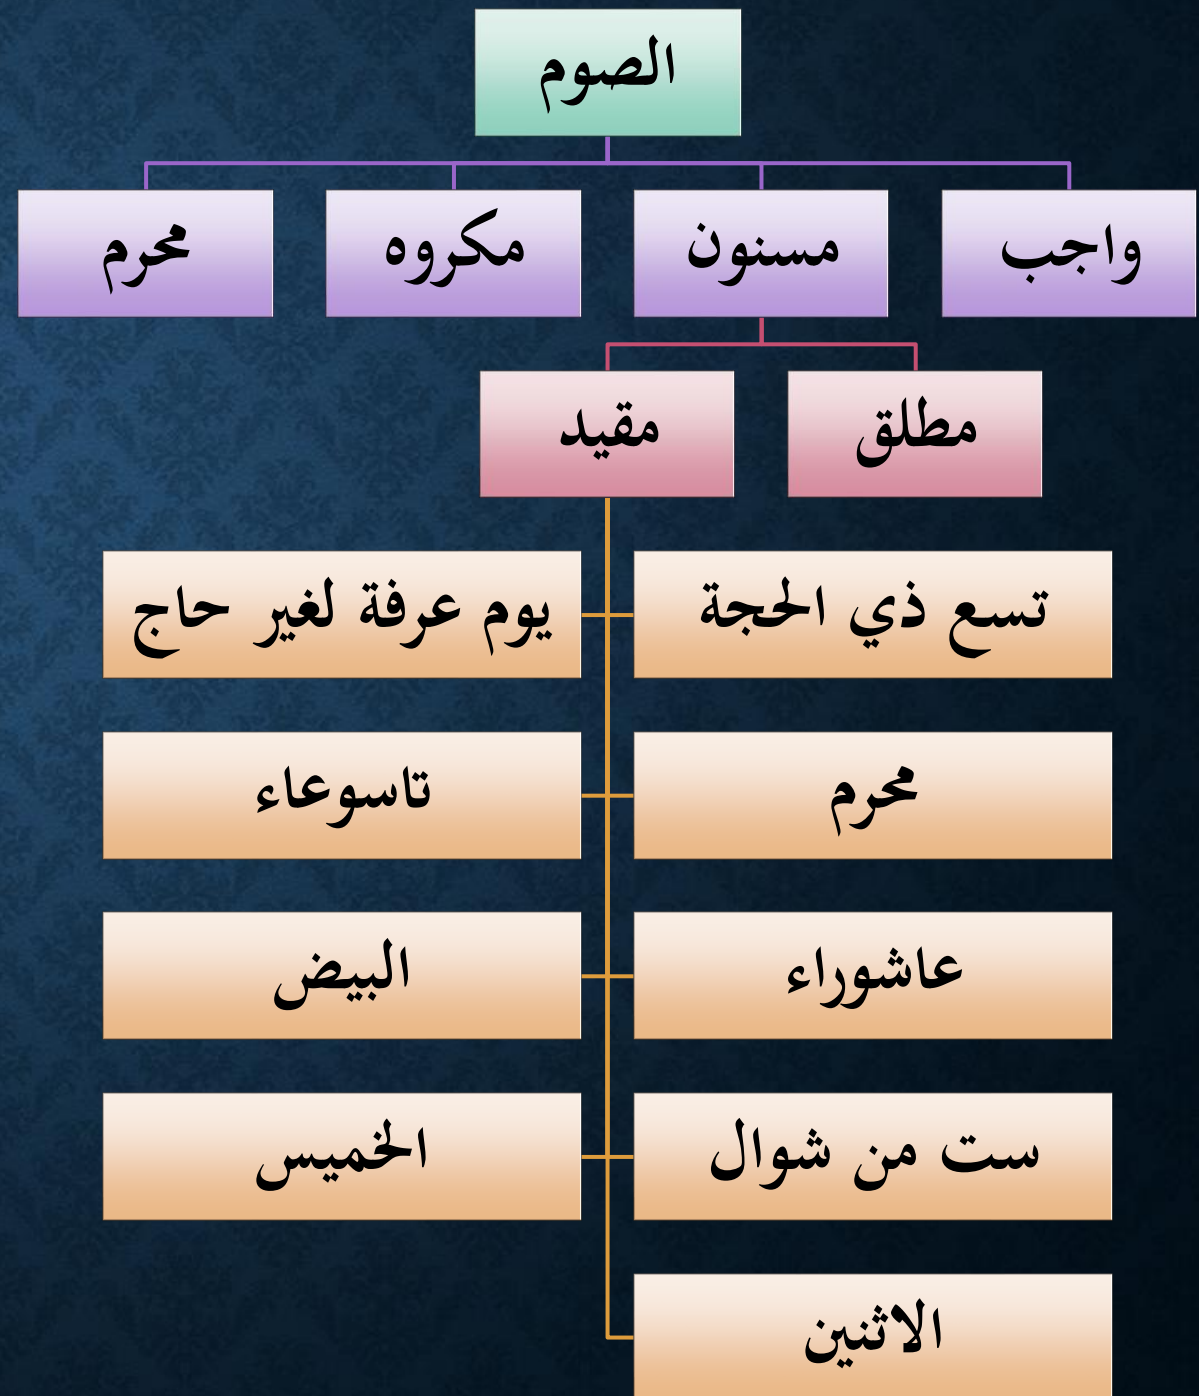 الصوم
واجب
مسنون
مكروه
محرم
مطلق
مقيد
تسع ذي الحجة
يوم عرفة لغير حاج
محرم
تاسوعاء
عاشوراء
البيض
ست من شوال
الخميس
الاثنين